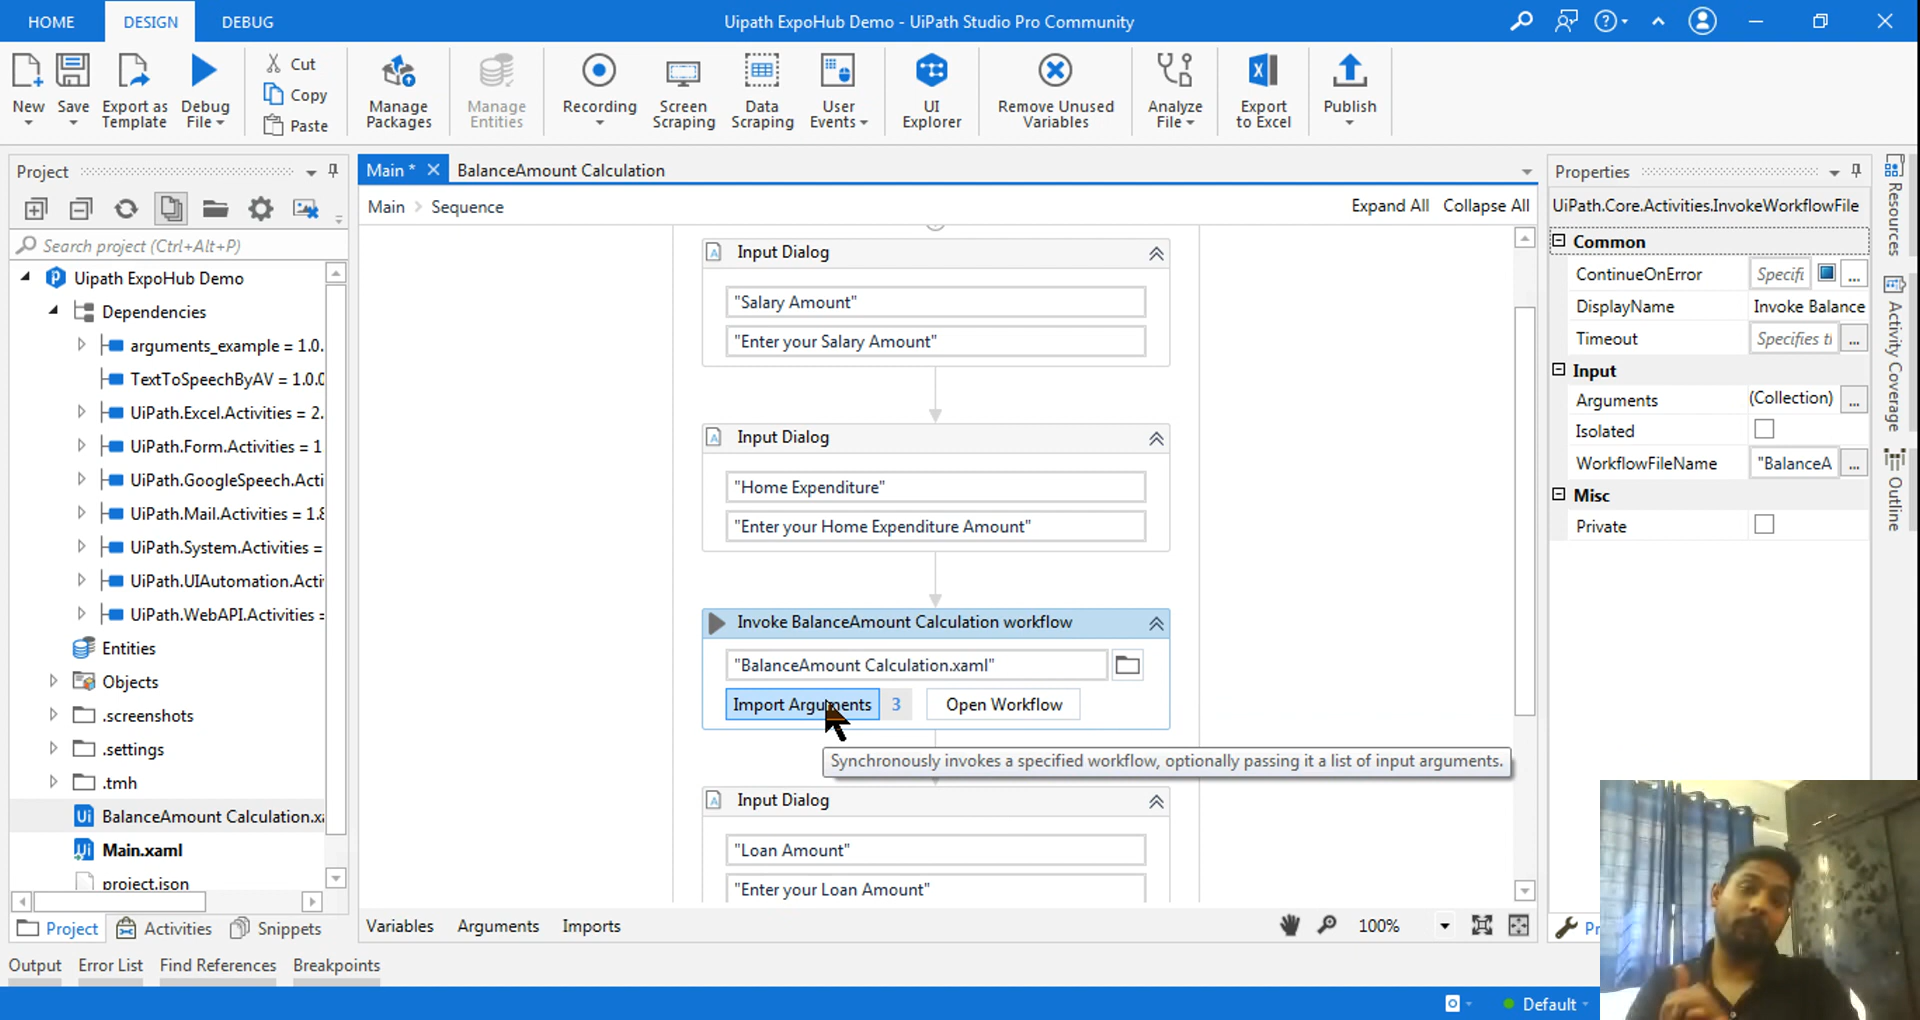 HOME DESIGN DEBUG Uipath ExpoHub Demo - UiPath Studio Pro Community
New Save Export as Template Debug File
Cut
Copy
Paste
Manage Packages Manage Entities Recording Screen Scraping Data Scraping User Events UI Explorer Remove Unused Variables Analyze File Export to Excel Publish
Project
Search project (Ctrl+Alt+P)
Uipath ExpoHub Demo
Dependencies
arguments_example = 1.0.
TextToSpeechByAV = 1.0.0
UiPath.Excel.Activities = 2.
UiPath.Form.Activities = 1
UiPath.GoogleSpeech.Acti
UiPath.Mail.Activities = 1.8
UiPath.System.Activities =
UiPath.UIAutomation.Acti
UiPath.WebAPI.Activities =
Entities
Objects
.screenshots
.settings
.tmh
BalanceAmount Calculation.x
Main.xaml
project.json
Project Activities Snippets
Main * BalanceAmount Calculation
Main > Sequence Expand All Collapse All
Input Dialog
"Salary Amount"
"Enter your Salary Amount"
Input Dialog
"Home Expenditure"
"Enter your Home Expenditure Amount"
Invoke BalanceAmount Calculation workflow
"BalanceAmount Calculation.xaml"
Import Arguments 3 Open Workflow
Synchronously invokes a specified workflow, optionally passing it a list of input arguments.
Input Dialog
"Loan Amount"
"Enter your Loan Amount"
Variables Arguments Imports 100%
Properties
UiPath.Core.Activities.InvokeWorkflowFile
Common
ContinueOnError Specifi ...
DisplayName Invoke Balance
Timeout Specifies ti ...
Input
Arguments (Collection) ...
Isolated
WorkflowFileName "BalanceA ...
Misc
Private
Pr
Resources
Activity Coverage
Outline
Output Error List Find References Breakpoints
Default